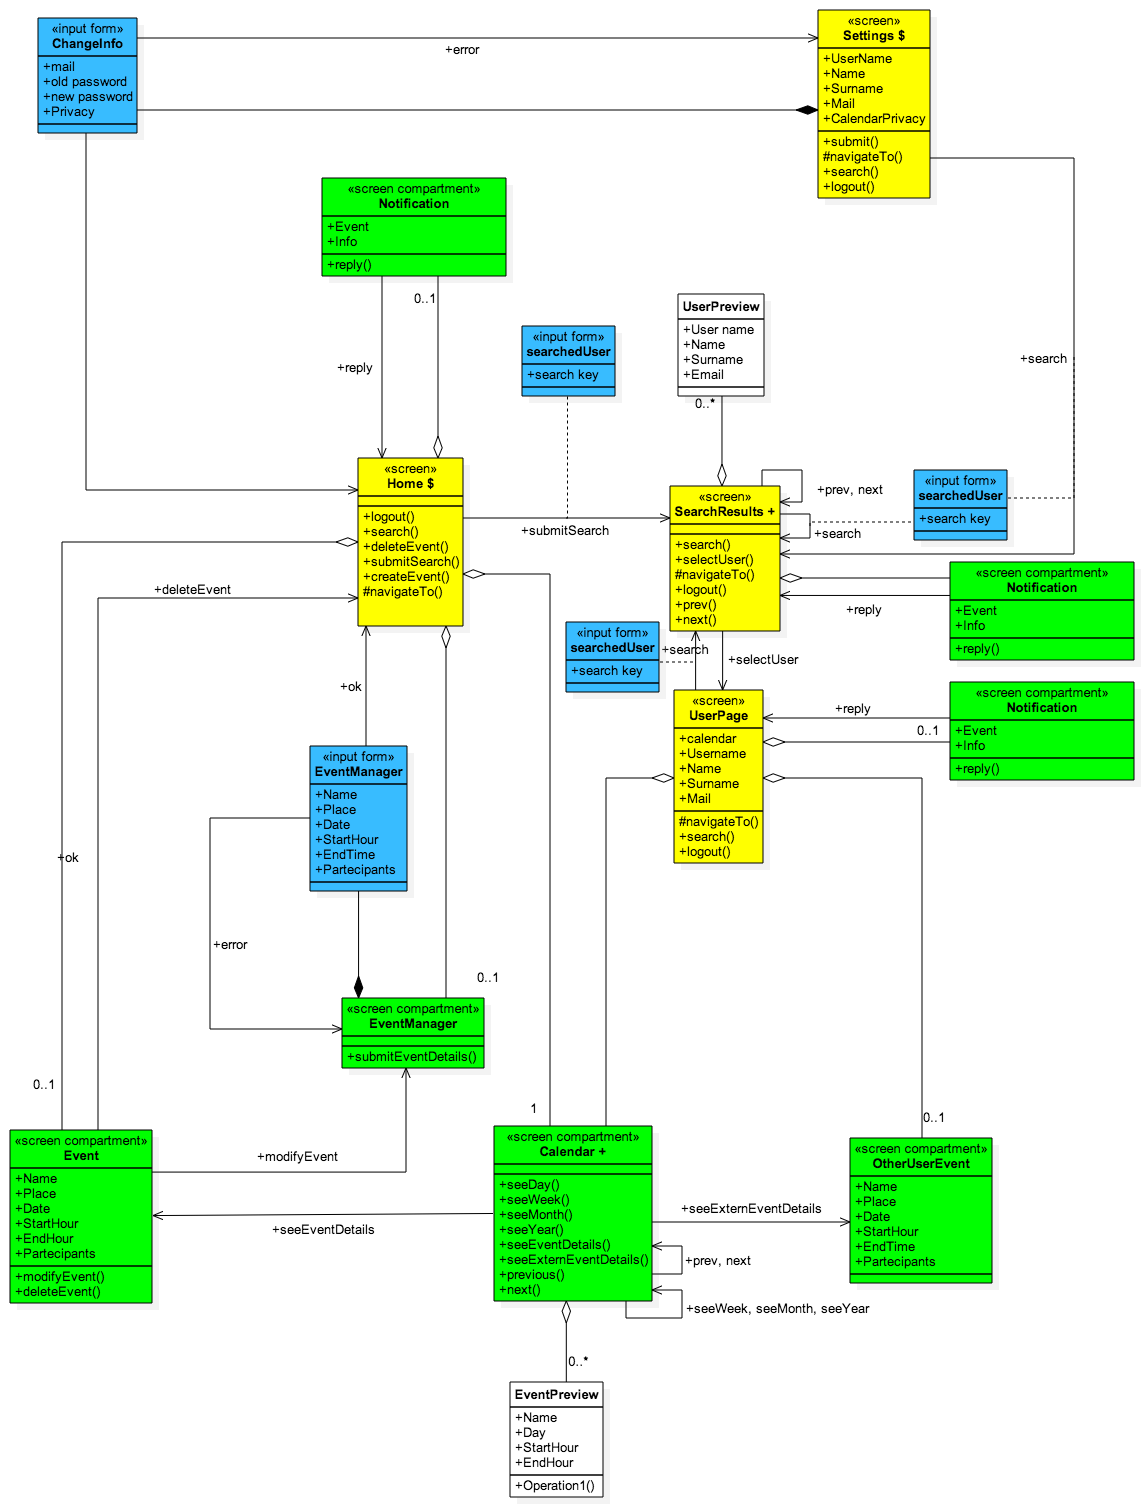 «input form»
ChangeInfo
+mail
+old password
+new password
+Privacy
+error
«screen»
Settings $
+UserName
+Name
+Surname
+Mail
+CalendarPrivacy
+submit()
#navigateTo()
+search()
+logout()
«screen compartment»
Notification
+Event
+Info
+reply()
0..1
+reply
«input form»
searchedUser
+search key
UserPreview
+User name
+Name
+Surname
+Email
0..*
+search
«screen»
Home $
+logout()
+search()
+deleteEvent()
+submitSearch()
+createEvent()
#navigateTo()
+submitSearch
«screen»
SearchResults +
+search()
+selectUser()
#navigateTo()
+logout()
+prev()
+next()
+prev, next
+search
«input form»
searchedUser
+search key
«screen compartment»
Notification
+Event
+Info
+reply()
+reply
+deleteEvent
«input form»
searchedUser
+search key
+search
+selectUser
+ok
«screen»
UserPage
+calendar
+Username
+Name
+Surname
+Mail
#navigateTo()
+search()
+logout()
+reply
0..1
«screen compartment»
Notification
+Event
+Info
+reply()
«input form»
EventManager
+Name
+Place
+Date
+StartHour
+EndTime
+Partecipants
+ok
+error
0..1
«screen compartment»
EventManager
+submitEventDetails()
0..1
1
0..1
«screen compartment»
Event
+Name
+Place
+Date
+StartHour
+EndHour
+Partecipants
+modifyEvent()
+deleteEvent()
+modifyEvent
+seeEventDetails
«screen compartment»
Calendar +
+seeDay()
+seeWeek()
+seeMonth()
+seeYear()
+seeEventDetails()
+seeExternEventDetails()
+previous()
+next()
+seeExternEventDetails
+prev, next
+seeWeek, seeMonth, seeYear
«screen compartment»
OtherUserEvent
+Name
+Place
+Date
+StartHour
+EndTime
+Partecipants
0..*
EventPreview
+Name
+Day
+StartHour
+EndHour
+Operation1()